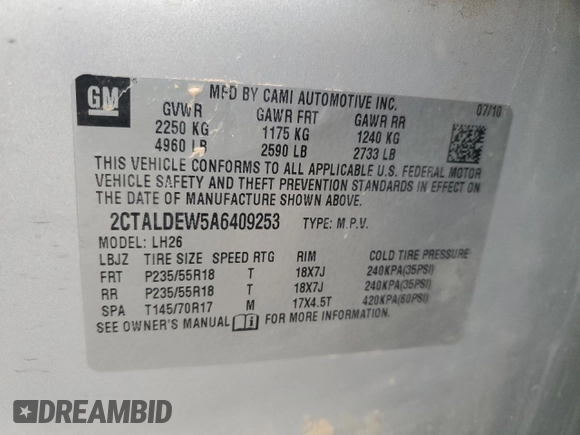 GM
MFD BY CAMI AUTOMOTIVE INC.
07/10
GVWR GAWR FRT GAWR RR
2250 KG 1175 KG 1240 KG
4960 LB 2590 LB 2733 LB
THIS VEHICLE CONFORMS TO ALL APPLICABLE U.S. FEDERAL MOTOR
VEHICLE SAFETY AND THEFT PREVENTION STANDARDS IN EFFECT ON
THE DATE OF MANUFACTURE SHOWN ABOVE.
2CTALDEW5A6409253 TYPE: M.P.V.
MODEL: LH26
LBJZ TIRE SIZE SPEED RTG RIM COLD TIRE PRESSURE
FRT P235/55R18 T 18X7J 240KPA(35PSI)
RR P235/55R18 T 18X7J 240KPA(35PSI)
SPA T145/70R17 M 17X4.5T 420KPA(60PSI)
SEE OWNER'S MANUAL FOR MORE INFORMATION.
DREAMBID